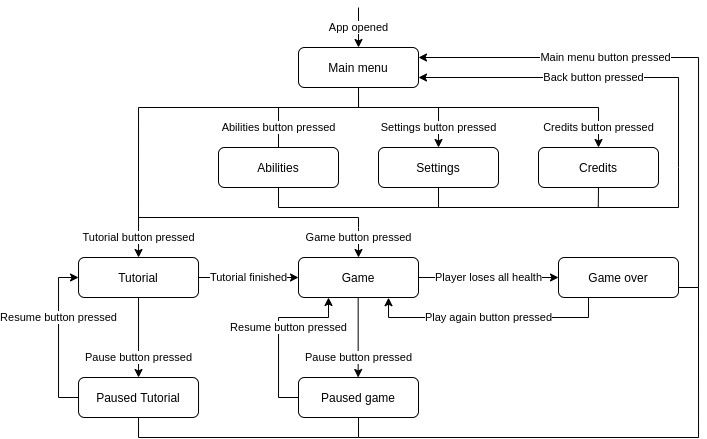 App opened
Main menu
Main menu button pressed
Back button pressed
Abilities button pressed
Settings button pressed
Credits button pressed
Abilities
Settings
Credits
Tutorial button pressed
Game button pressed
Tutorial
Tutorial finished
Game
Player loses all health
Game over
Resume button pressed
Resume button pressed
Play again button pressed
Pause button pressed
Pause button pressed
Paused Tutorial
Paused game